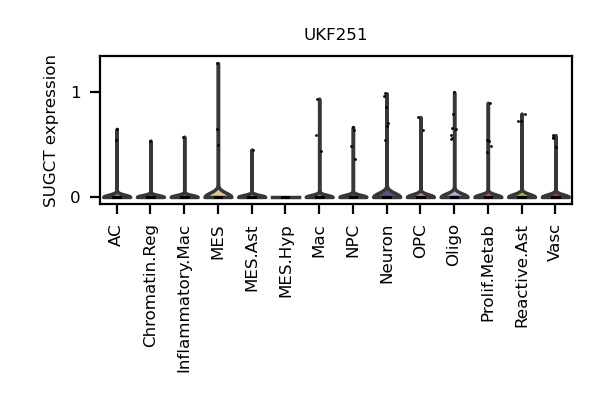 UKF251
SUGCT expression
1
0
AC
Chromatin.Reg
Inflammatory.Mac
MES
MES.Ast
MES.Hyp
Mac
NPC
Neuron
OPC
Oligo
Prolif.Metab
Reactive.Ast
Vasc